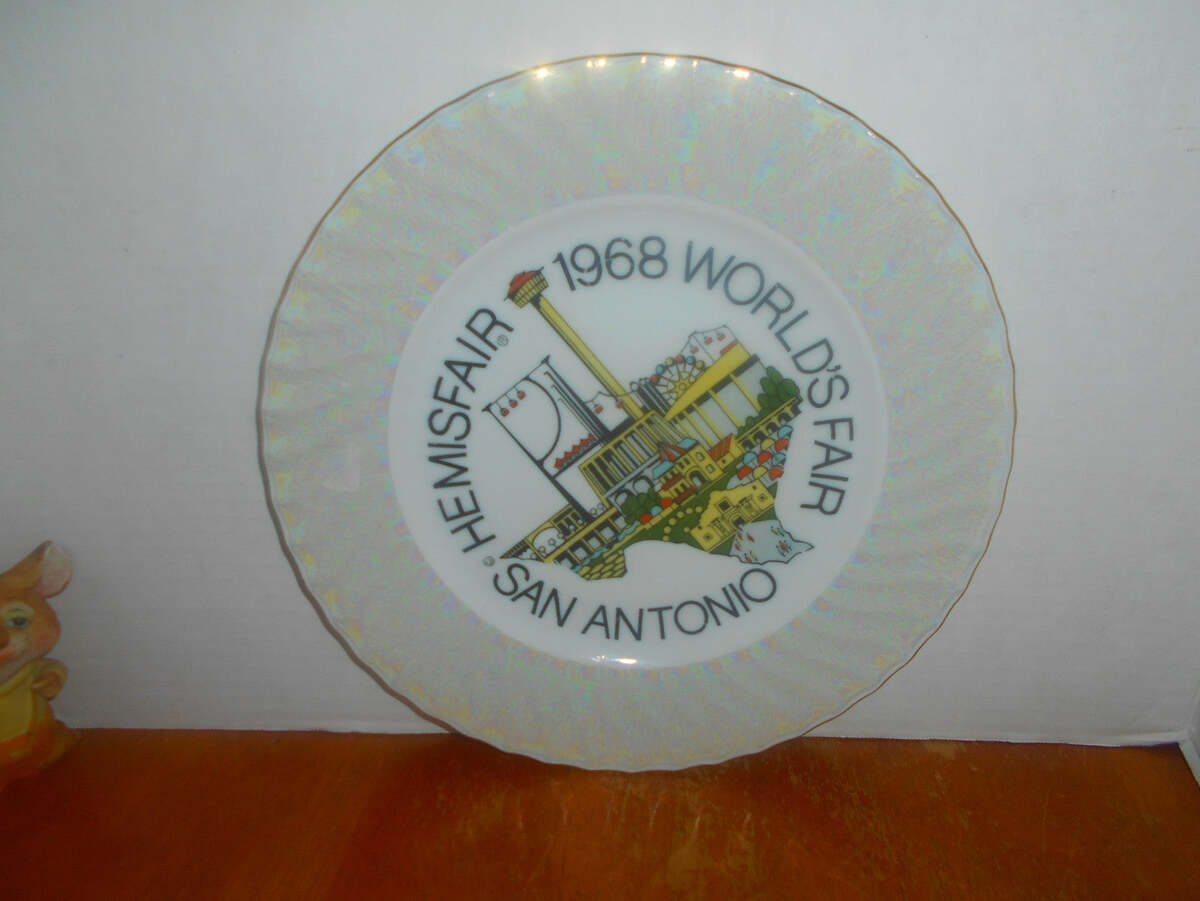 HEMISFAIR® 1968 WORLD'S FAIR
© SAN ANTONIO